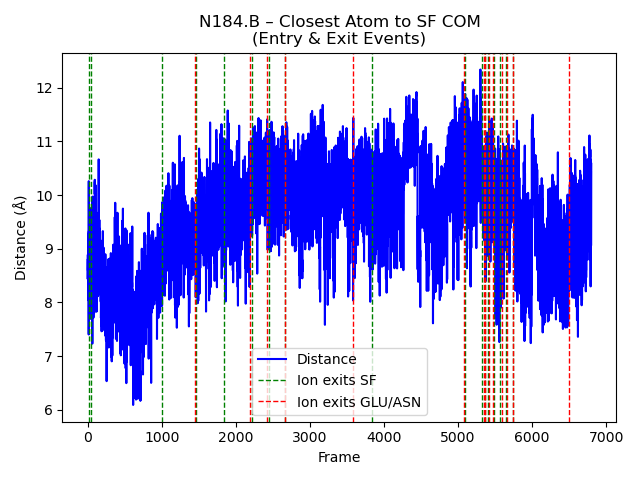 N184.B – Closest Atom to SF COM
(Entry & Exit Events)
Distance (Å)
12
11
10
9
8
7
6
Distance
Ion exits SF
Ion exits GLU/ASN
0 1000 2000 3000 4000 5000 6000 7000
Frame